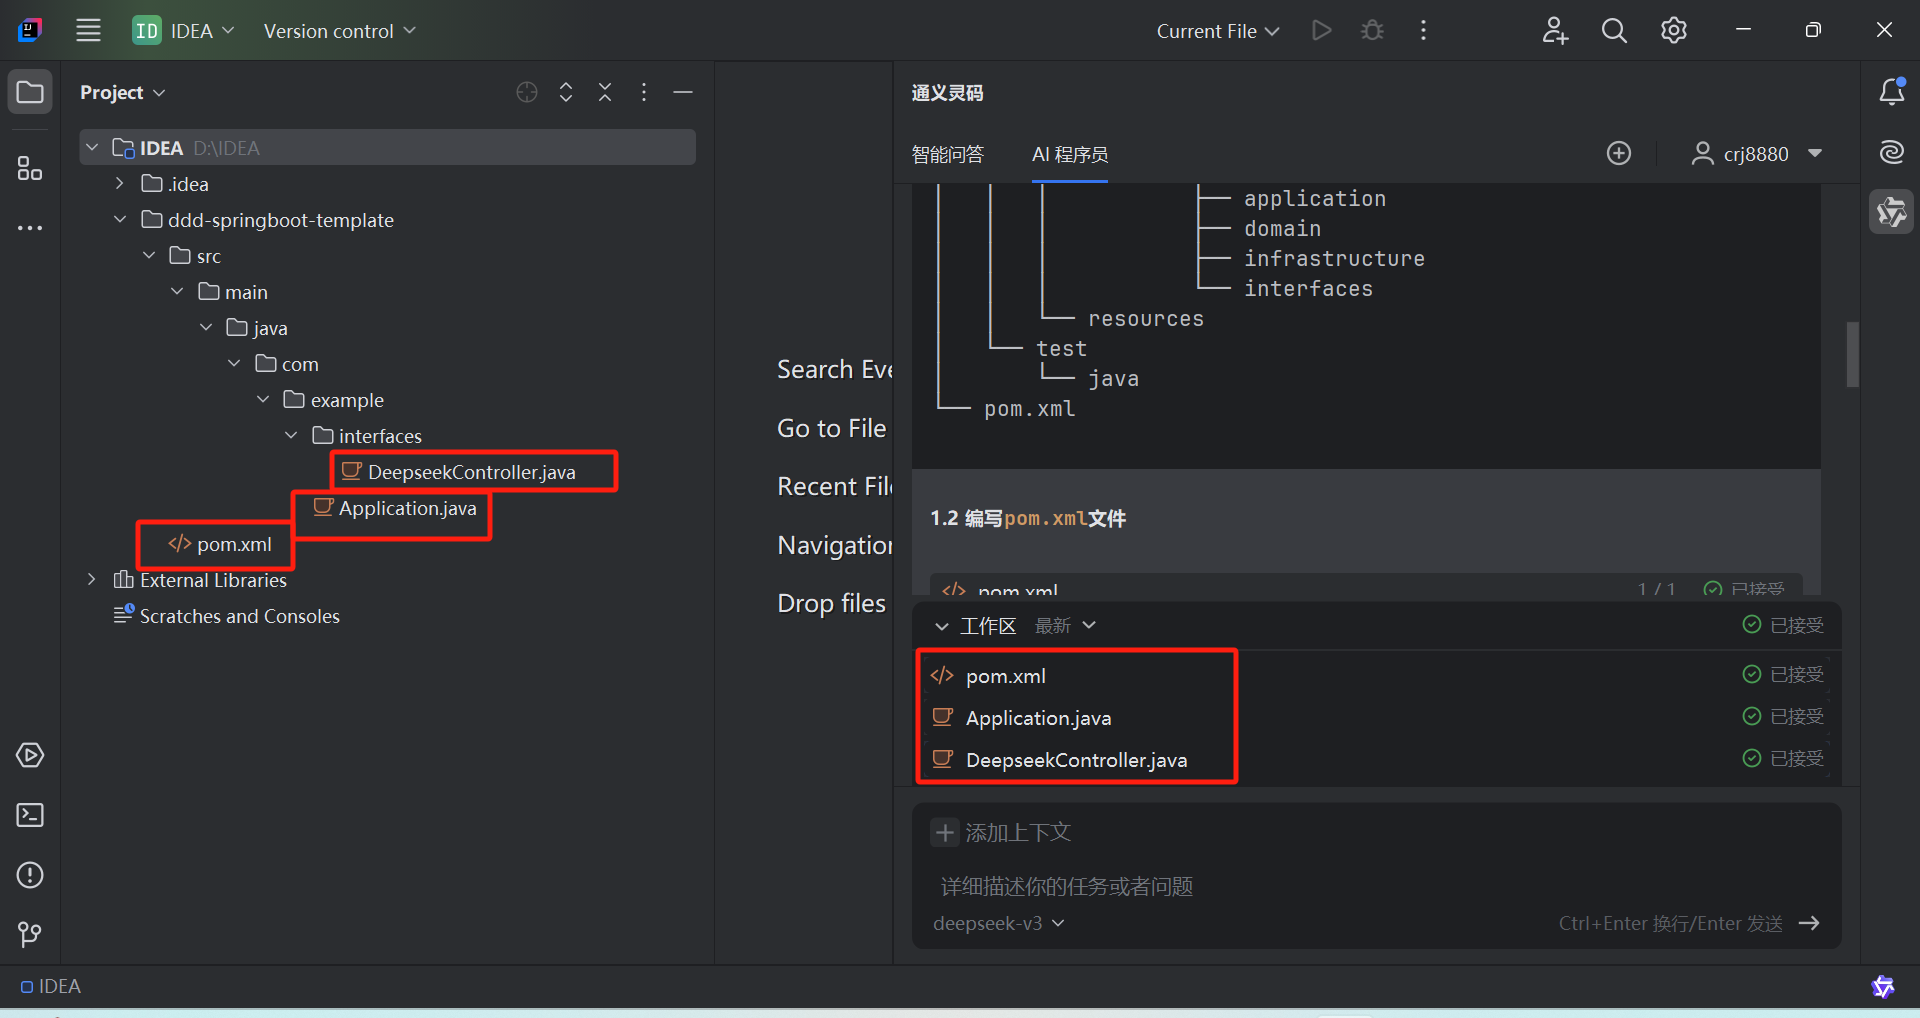 ID IDEA Version control Current File
Project
IDEA D:\IDEA
.idea
ddd-springboot-template
src
main
java
com
example
interfaces
DeepseekController.java
Application.java
pom.xml
External Libraries
Scratches and Consoles
Search Eve
Go to File
Recent File
Navigation
Drop files
通义灵码
智能问答 AI 程序员 crj8880
application
domain
infrastructure
interfaces
resources
test
java
pom.xml
1.2 编写pom.xml文件
pom.xml 1 / 1 已接受
工作区 最新 已接受
pom.xml 已接受
Application.java 已接受
DeepseekController.java 已接受
添加上下文
详细描述你的任务或者问题
deepseek-v3 Ctrl+Enter 换行/Enter 发送
IDEA